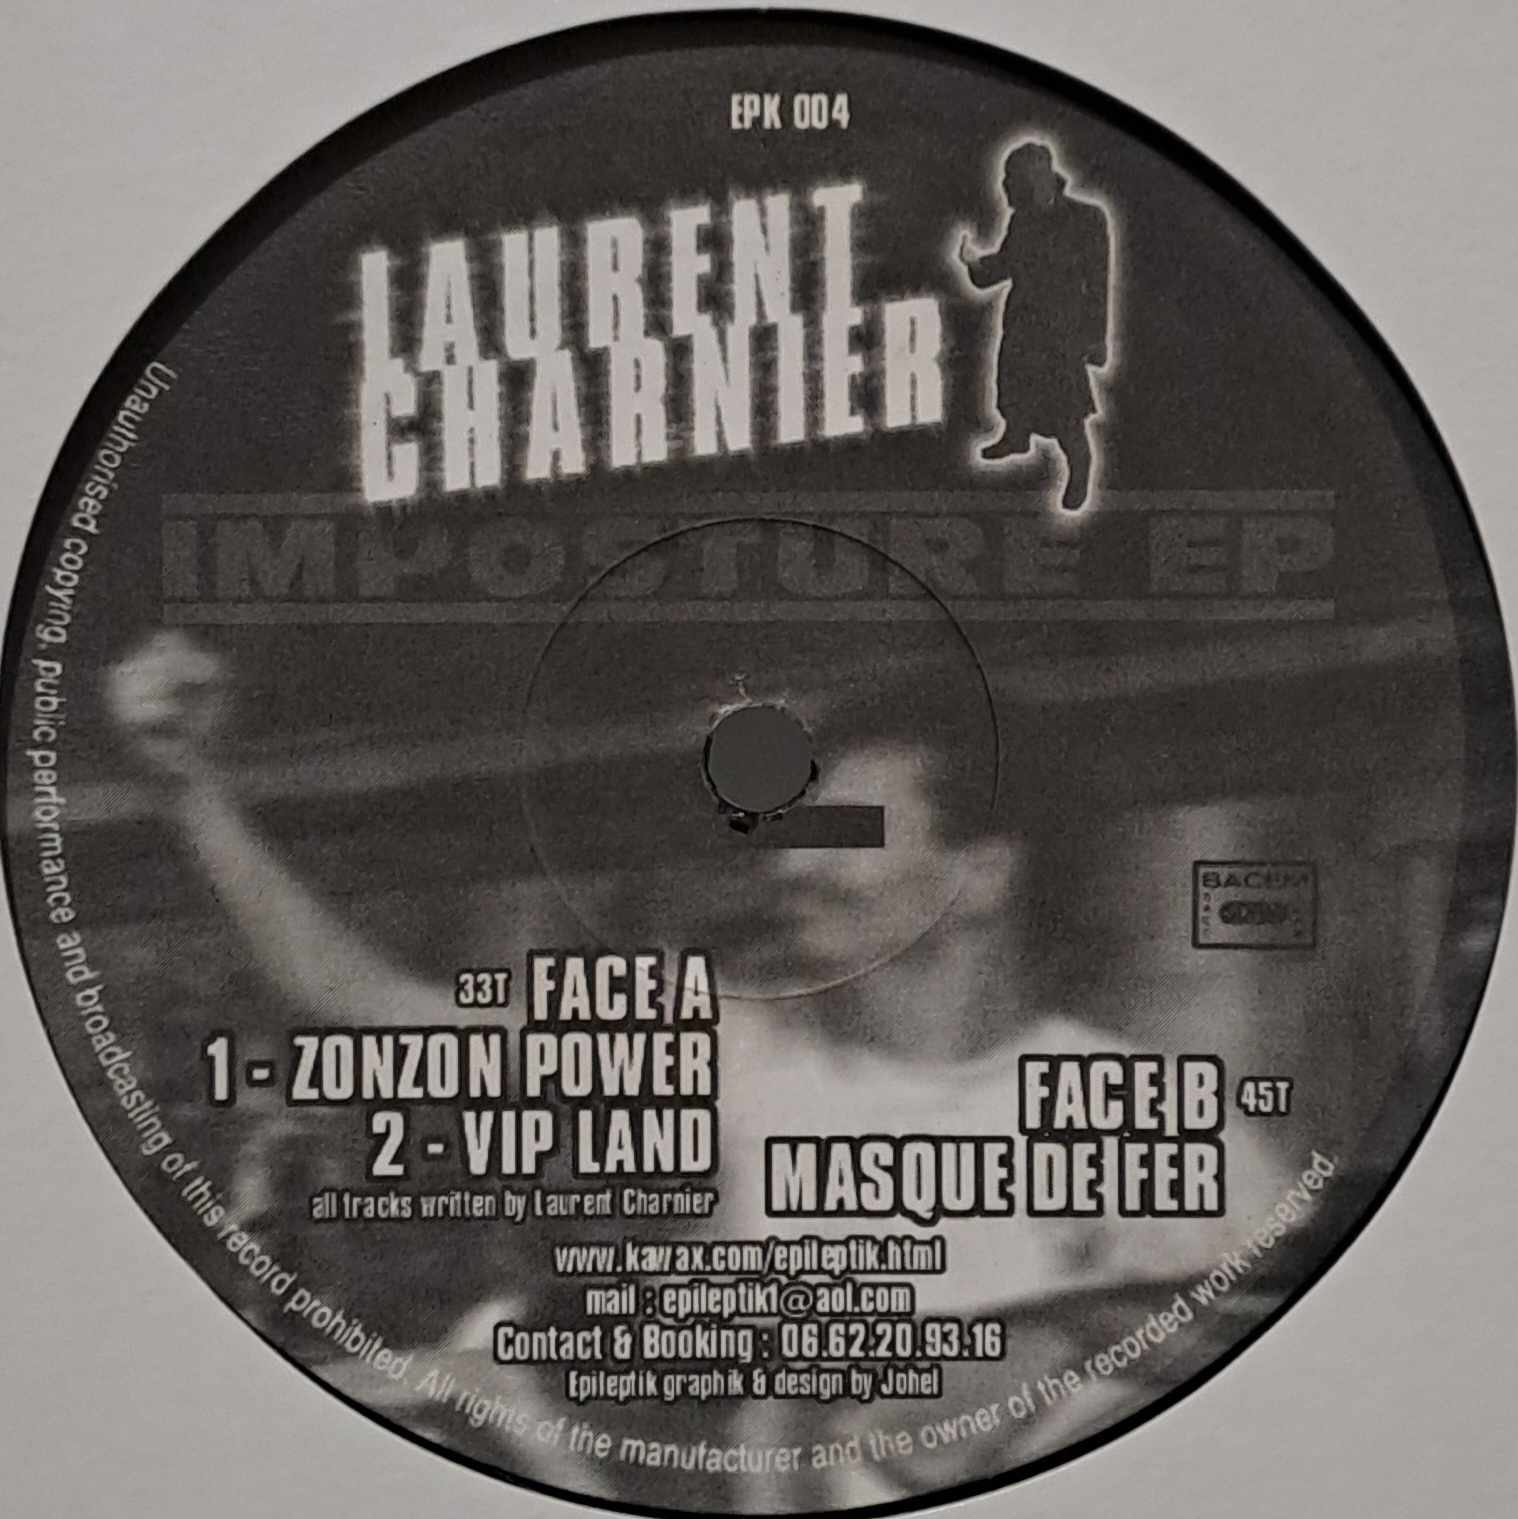 EPK 004
LAURENT
CHARNIER
IMPOSTURE EP
SACEM
33T FACE A
1 - ZONZON POWER
2 - VIP LAND
all tracks written by Laurent Charnier
FACE B 45T
MASQUE DE FER
www.kawax.com/epileptik.html
mail : epileptik1@aol.com
Contact & Booking : 06.62.20.93.16
Epileptik graphik & design by Johel
Unauthorised copying, public performance and broadcasting of this record prohibited. All rights of the manufacturer and the owner of the recorded work reserved.